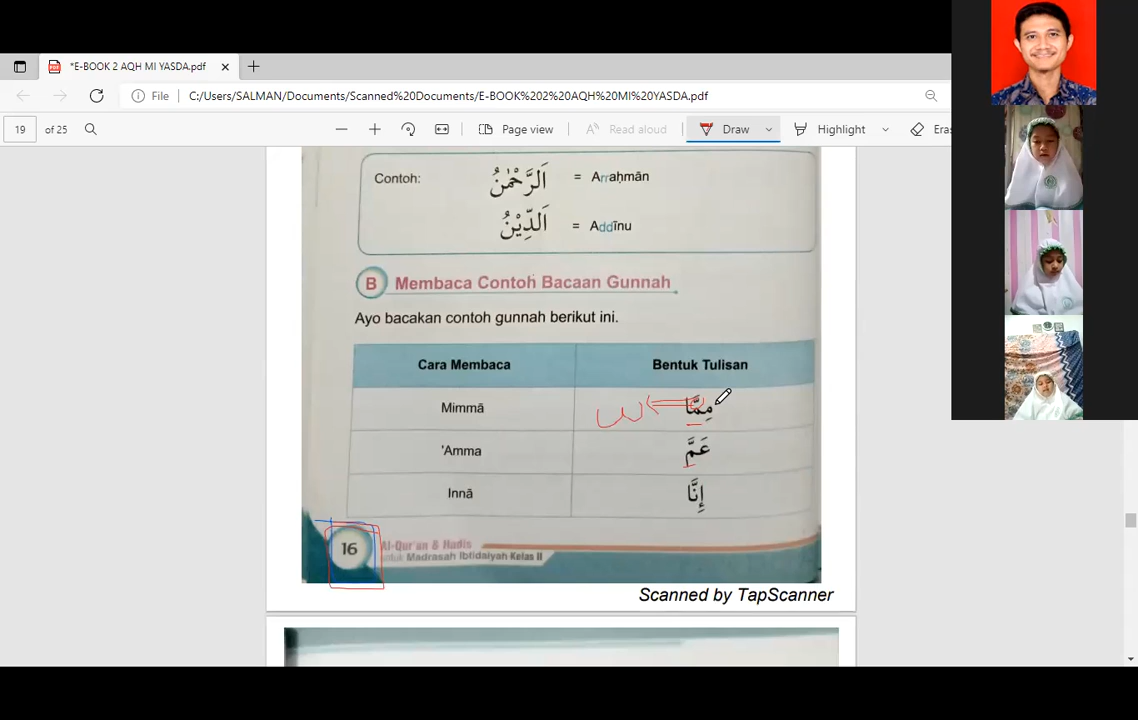 *E-BOOK 2 AQH MI YASDA.pdf
File C:/Users/SALMAN/Documents/Scanned%20Documents/E-BOOK%202%20AQH%20MI%20YASDA.pdf
19 of 25 Page view Read aloud Draw Highlight Eras
Contoh: اَلرَّحْمٰنُ = Arraḥmān
اَلدِّيْنُ = Addīnu
B Membaca Contoh Bacaan Gunnah
Ayo bacakan contoh gunnah berikut ini.
Cara Membaca Bentuk Tulisan
Mimmā مِمَّا
'Amma عَمَّ
Innā إِنَّا
16 Al-Qur'an & Hadis
untuk Madrasah Ibtidaiyah Kelas II
Scanned by TapScanner